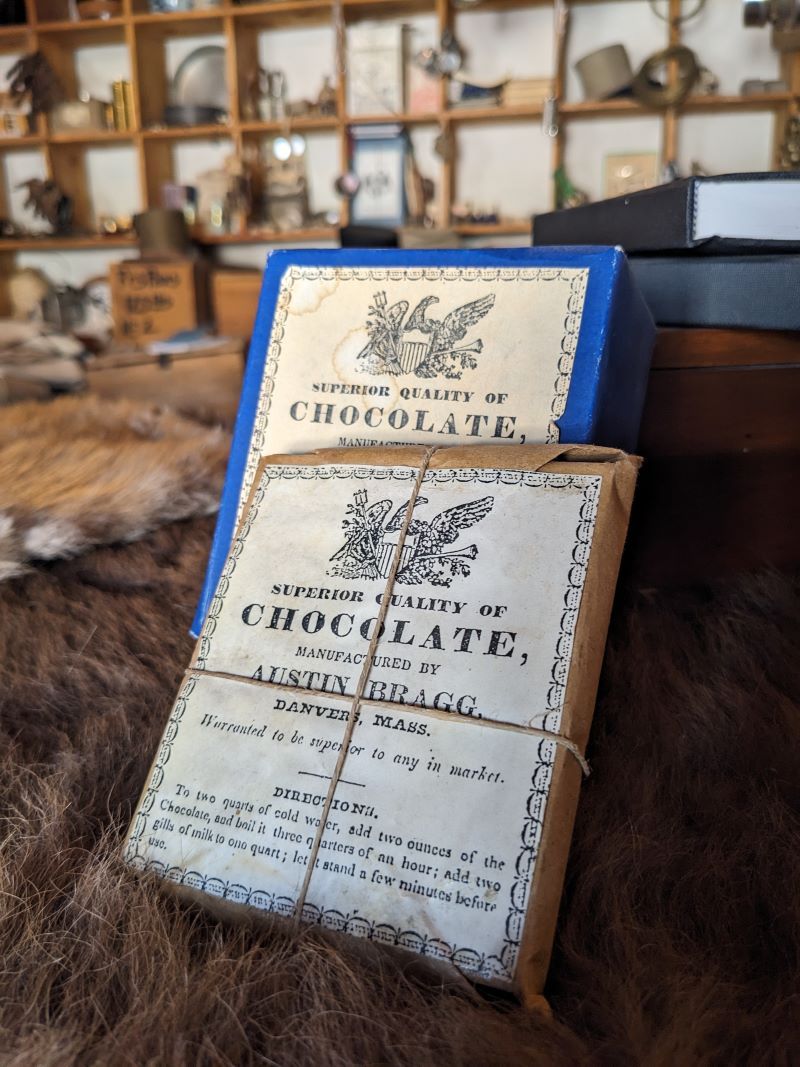 SUPERIOR QUALITY OF
CHOCOLATE,
SUPERIOR QUALITY OF
CHOCOLATE,
MANUFACTURED BY
AUSTIN BRAGG,
DANVERS, MASS.
Warranted to be superior to any in market.
DIRECTIONS.
To two quarts of cold water, add two ounces of the
Chocolate, and boil it three quarters of an hour; add two
gills of milk to one quart; let it stand a few minutes before
use.